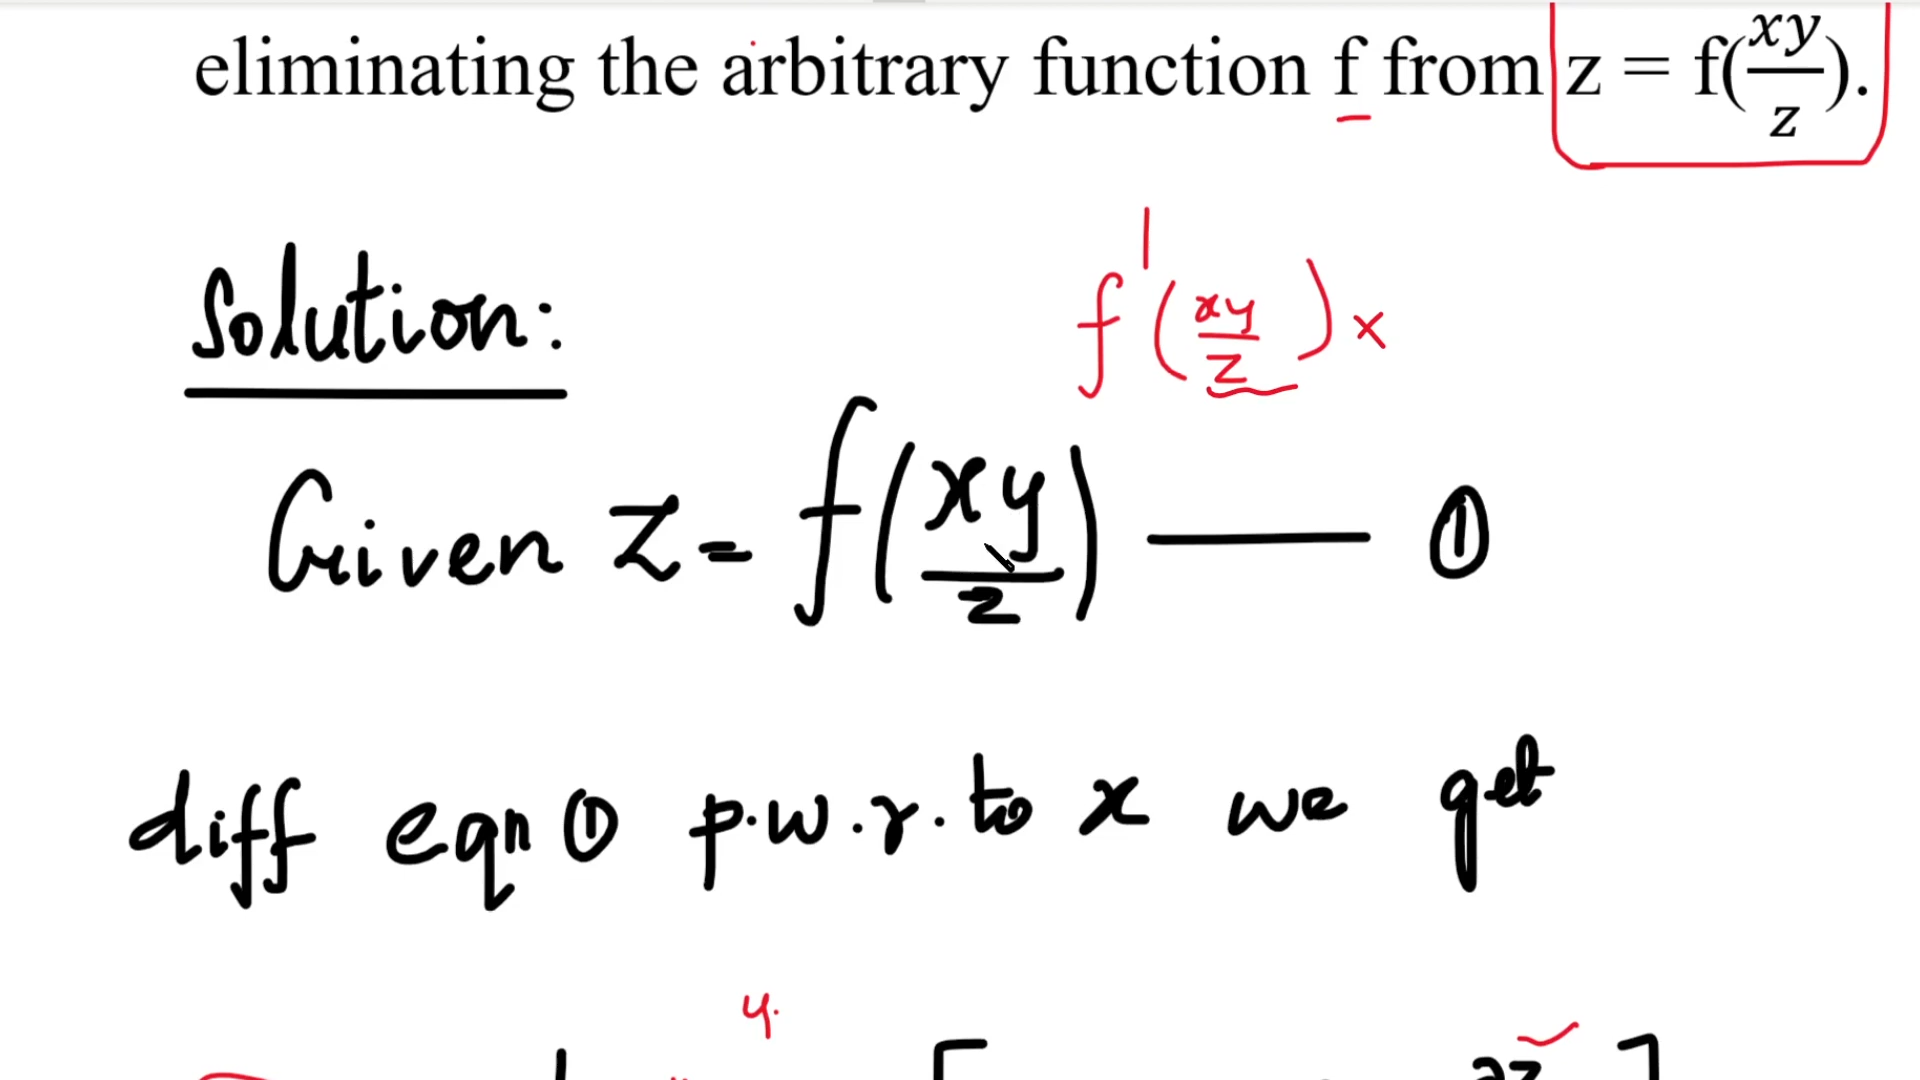 eliminating the arbitrary function f from z = f(xy/z).
f'(xy/z) x
Solution:
Given z = f(xy/z) — ①
diff eqn ① p.w.r.to x we get
y.
∂z ]